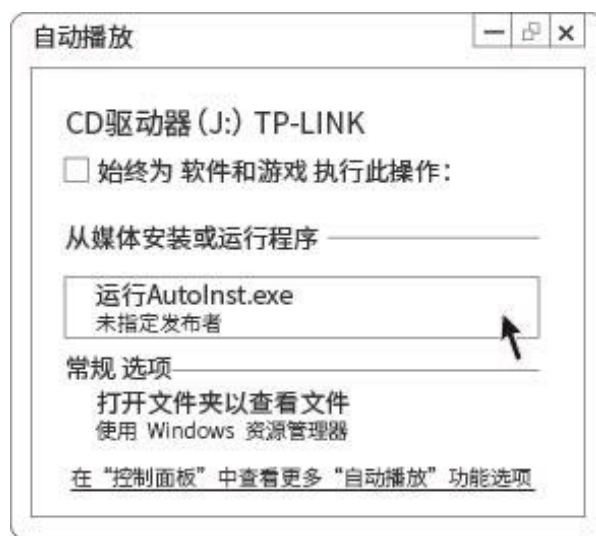 自动播放
CD驱动器(J:) TP-LINK
始终为 软件和游戏 执行此操作:
从媒体安装或运行程序
运行AutoInst.exe
未指定发布者
常规 选项
打开文件夹以查看文件
使用 Windows 资源管理器
在“控制面板”中查看更多“自动播放”功能选项